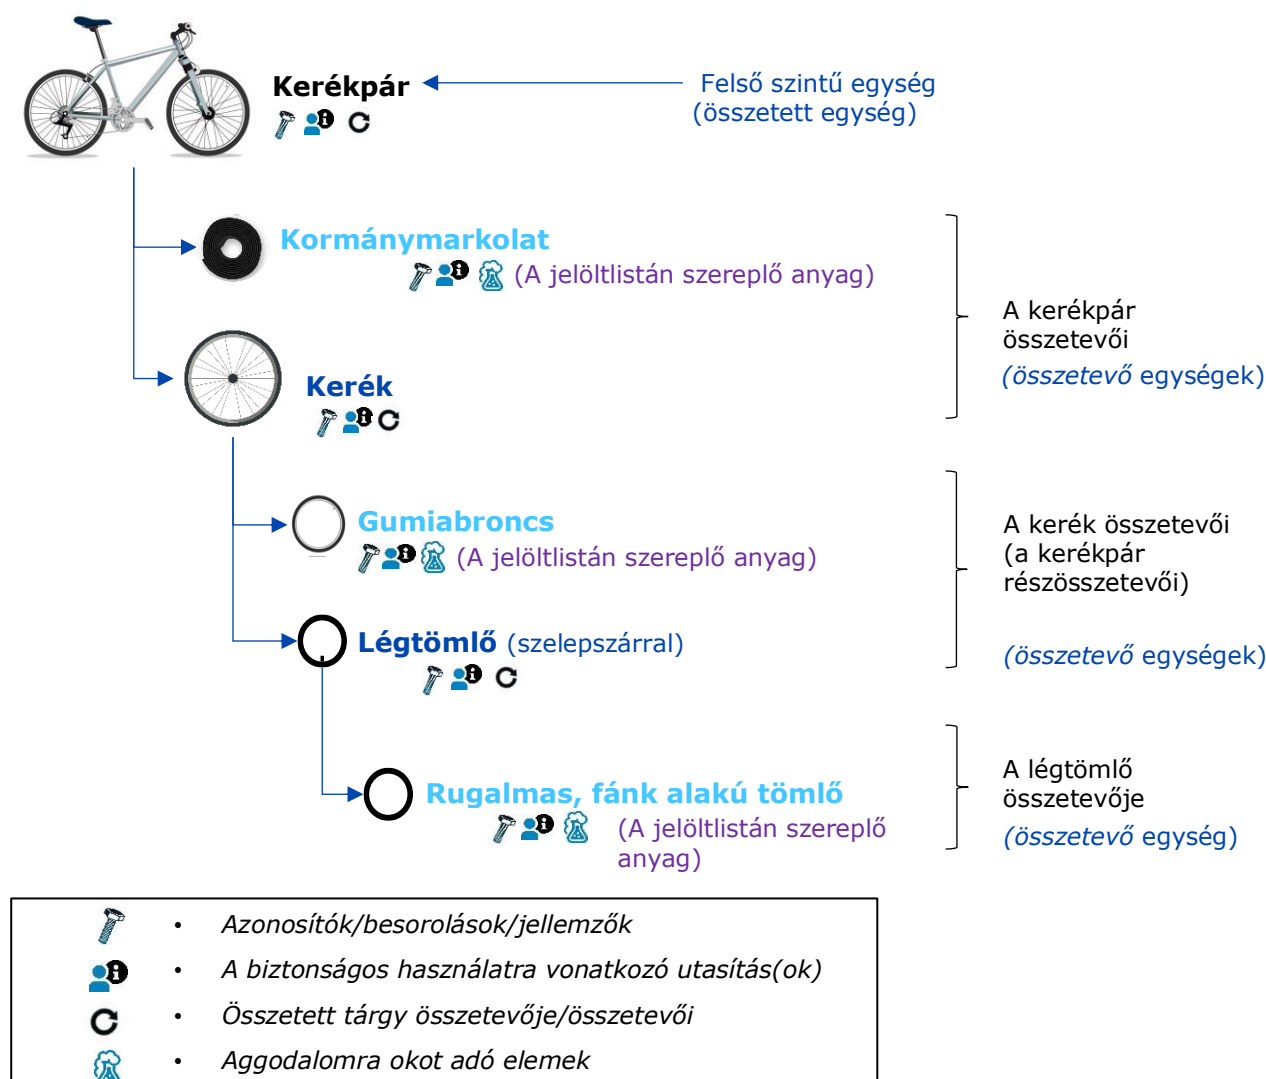 Kerékpár
Felső szintű egység
(összetett egység)
Kormánymarkolat
(A jelöltlistán szereplő anyag)
A kerékpár
összetevői
(összetevő egységek)
Kerék
Gumiabroncs
(A jelöltlistán szereplő anyag)
A kerék összetevői
(a kerékpár
részösszetevői)
Légtömlő (szelepszárral)
(összetevő egységek)
Rugalmas, fánk alakú tömlő
(A jelöltlistán szereplő
anyag)
A légtömlő
összetevője
(összetevő egység)
• Azonosítók/besorolások/jellemzők
• A biztonságos használatra vonatkozó utasítás(ok)
• Összetett tárgy összetevője/összetevői
• Aggodalomra okot adó elemek